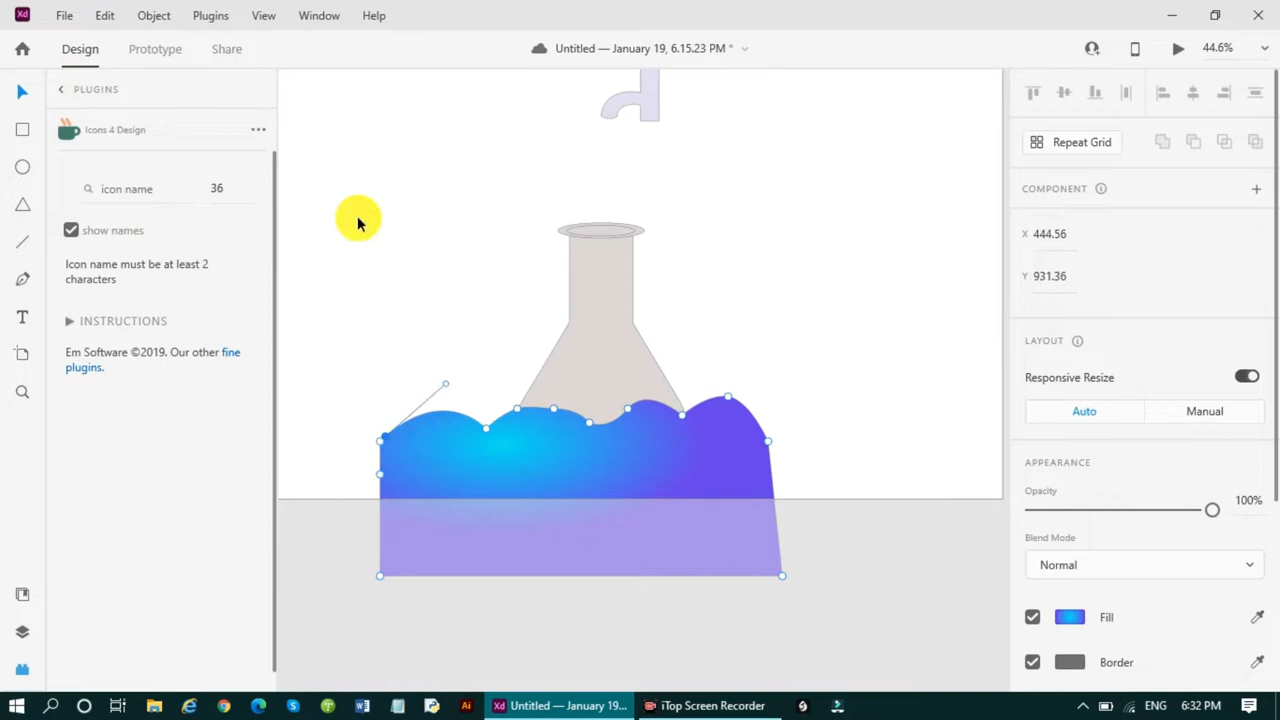 Xd File Edit Object Plugins View Window Help
Design Prototype Share Untitled — January 19, 6.15.23 PM * 44.6%
PLUGINS
Icons 4 Design
icon name 36
show names
Icon name must be at least 2
characters
INSTRUCTIONS
Em Software ©2019. Our other fine
plugins.
Repeat Grid
COMPONENT
X 444.56
Y 931.36
LAYOUT
Responsive Resize
Auto Manual
APPEARANCE
Opacity
100%
Blend Mode
Normal
Fill
Border
Untitled — January 19... iTop Screen Recorder ENG 6:32 PM